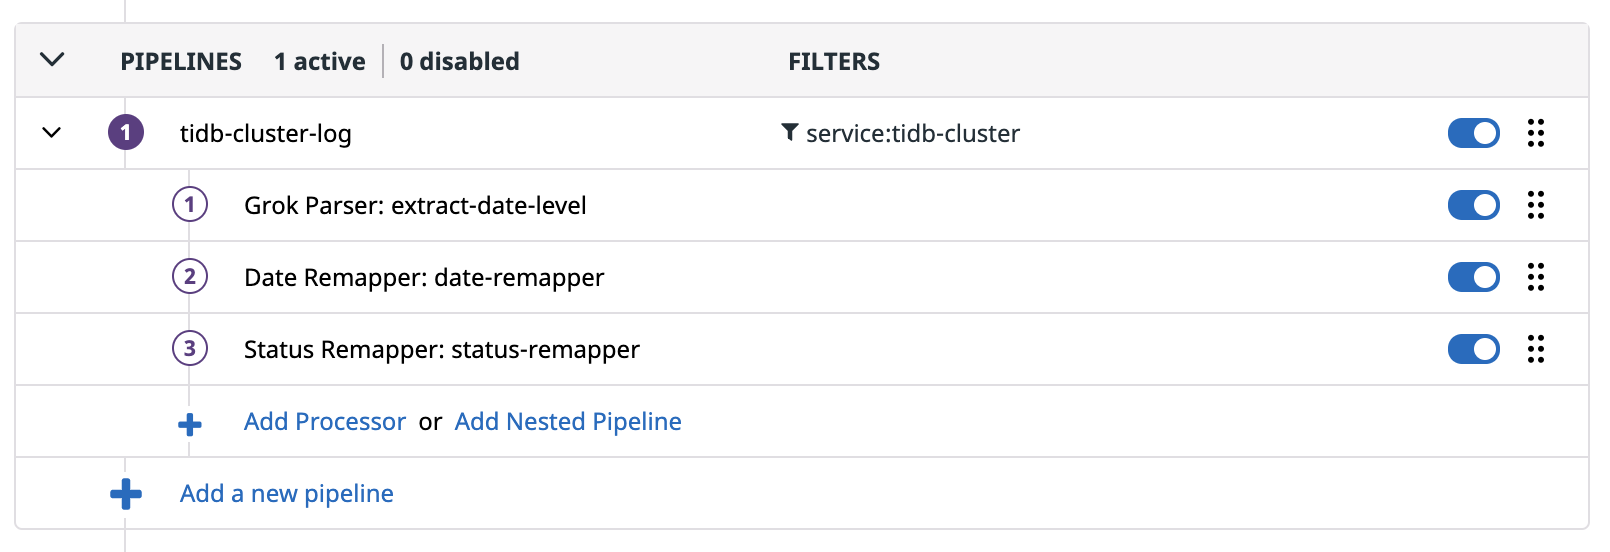 PIPELINES 1 active 0 disabled FILTERS
1 tidb-cluster-log service:tidb-cluster
1 Grok Parser: extract-date-level
2 Date Remapper: date-remapper
3 Status Remapper: status-remapper
Add Processor or Add Nested Pipeline
Add a new pipeline